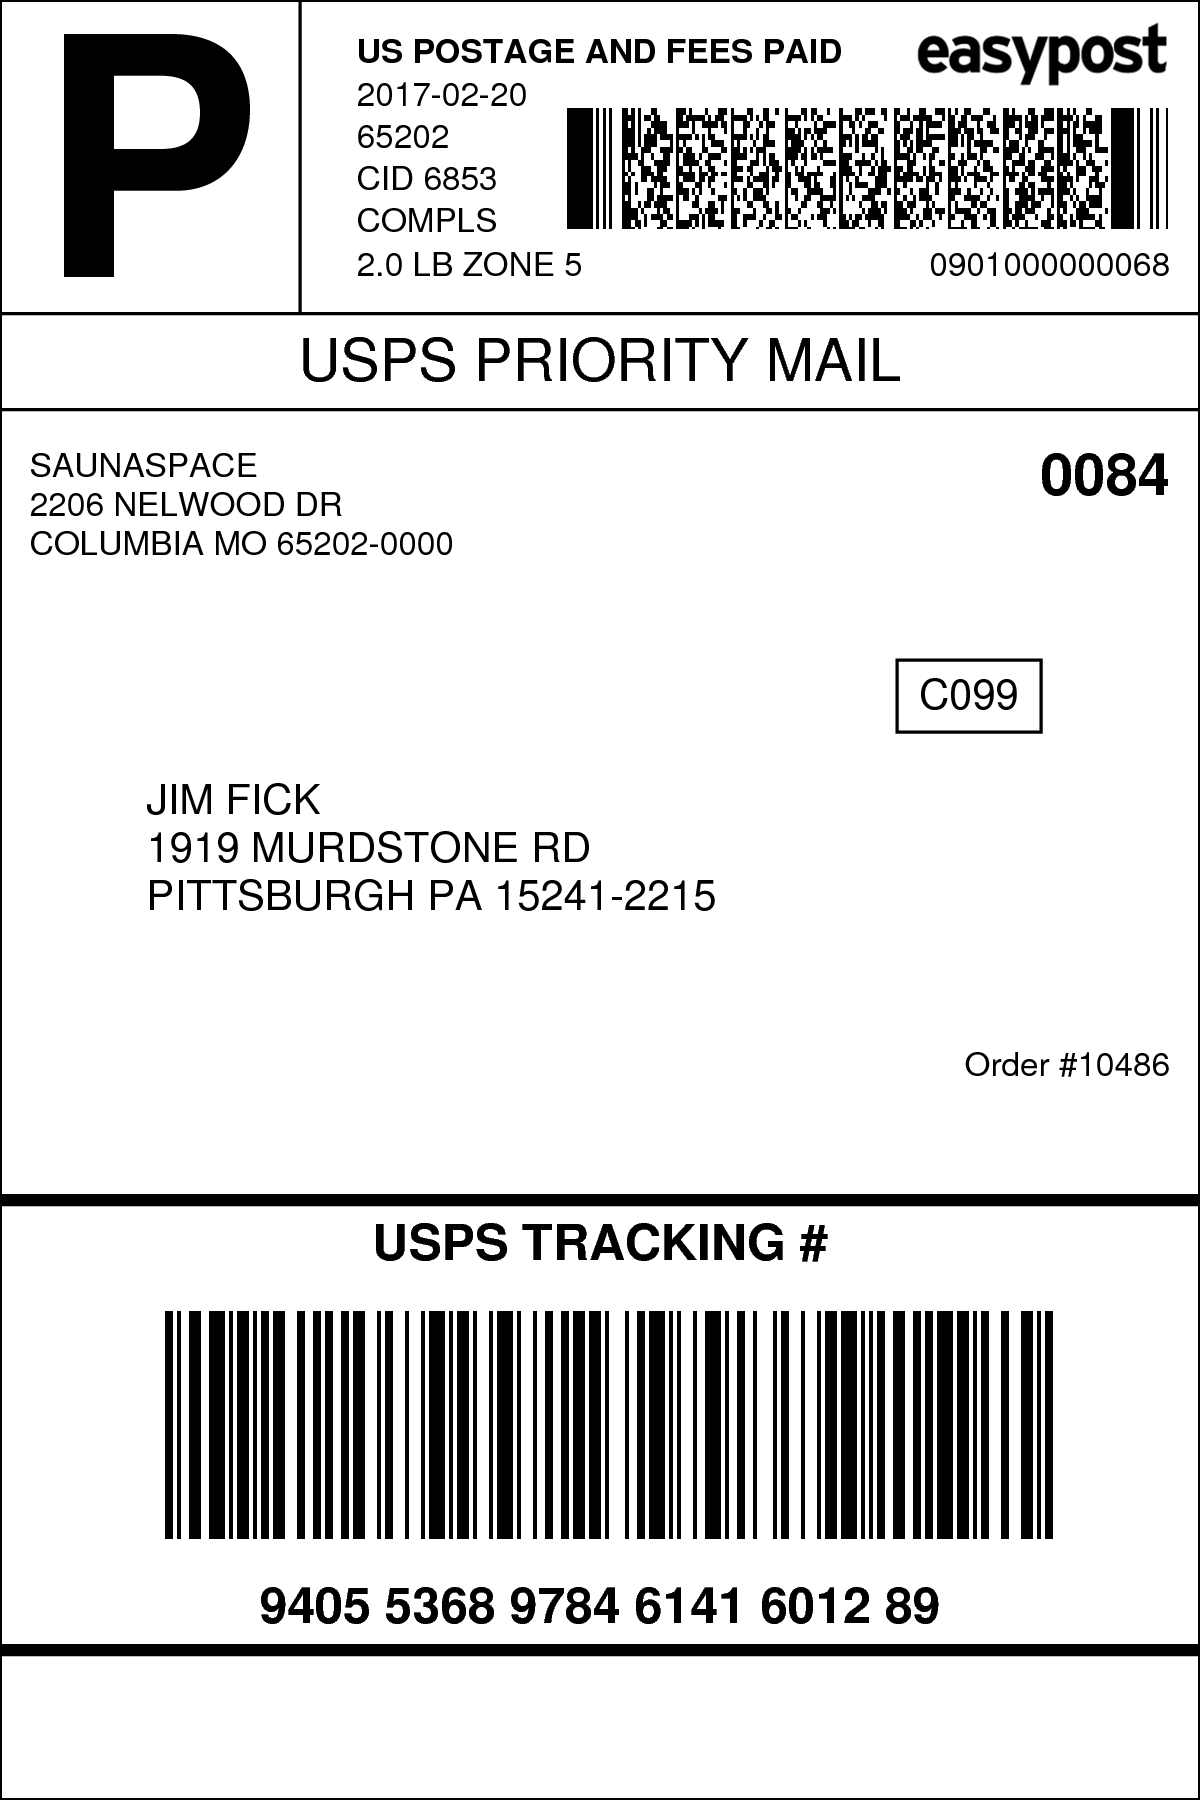 P
US POSTAGE AND FEES PAID
easypost
2017-02-20
65202
CID 6853
COMPLS
2.0 LB ZONE 5
0901000000068
USPS PRIORITY MAIL
SAUNASPACE
2206 NELWOOD DR
COLUMBIA MO 65202-0000
0084
C099
JIM FICK
1919 MURDSTONE RD
PITTSBURGH PA 15241-2215
Order #10486
USPS TRACKING #
9405 5368 9784 6141 6012 89